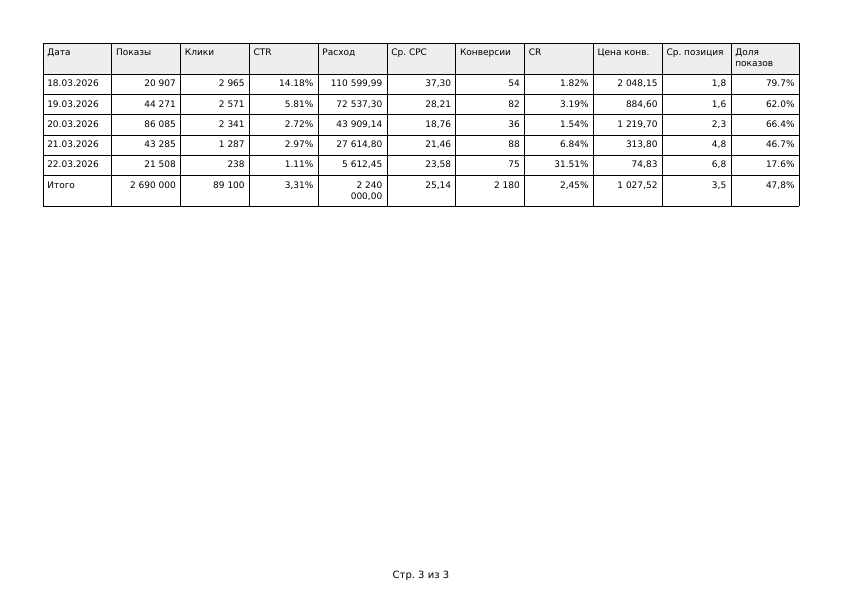 Дата Показы Клики CTR Расход Ср. CPC Конверсии CR Цена конв. Ср. позиция Доля показов
18.03.2026 20 907 2 965 14.18% 110 599,99 37,30 54 1.82% 2 048,15 1,8 79.7%
19.03.2026 44 271 2 571 5.81% 72 537,30 28,21 82 3.19% 884,60 1,6 62.0%
20.03.2026 86 085 2 341 2.72% 43 909,14 18,76 36 1.54% 1 219,70 2,3 66.4%
21.03.2026 43 285 1 287 2.97% 27 614,80 21,46 88 6.84% 313,80 4,8 46.7%
22.03.2026 21 508 238 1.11% 5 612,45 23,58 75 31.51% 74,83 6,8 17.6%
Итого 2 690 000 89 100 3,31% 2 240 000,00 25,14 2 180 2,45% 1 027,52 3,5 47,8%
Стр. 3 из 3